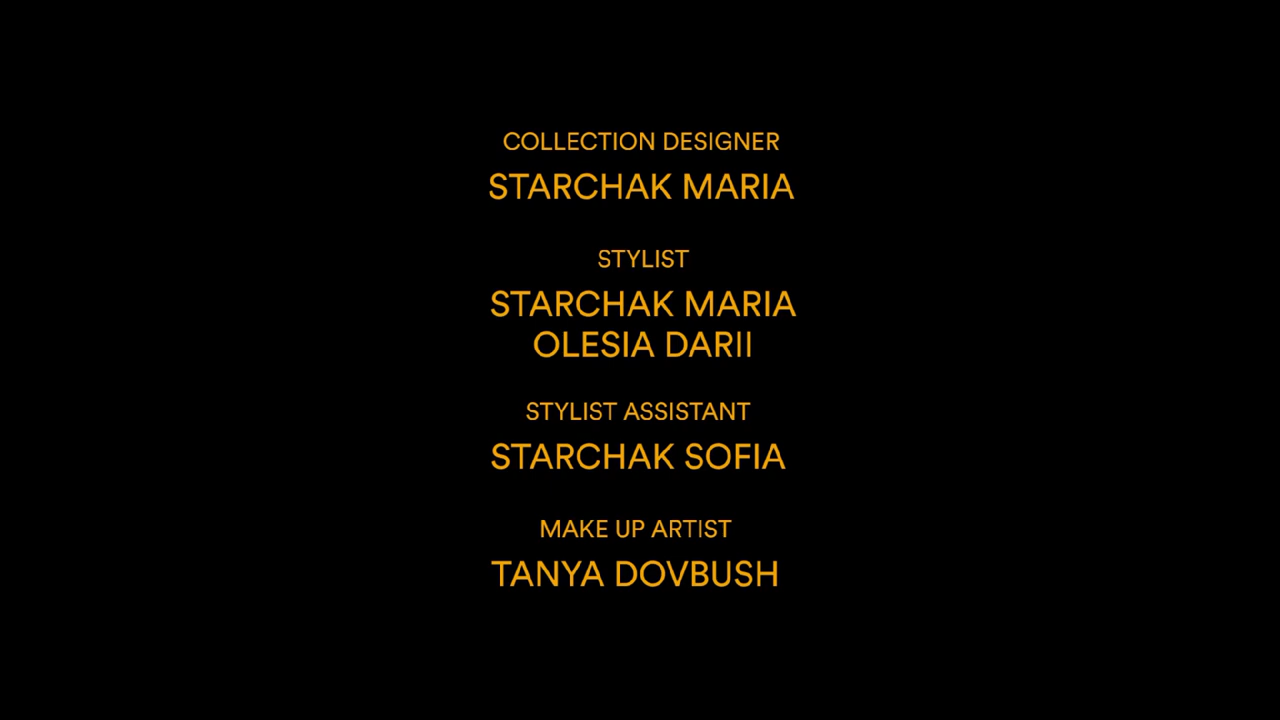 COLLECTION DESIGNER
STARCHAK MARIA
STYLIST
STARCHAK MARIA
OLESIA DARII
STYLIST ASSISTANT
STARCHAK SOFIA
MAKE UP ARTIST
TANYA DOVBUSH